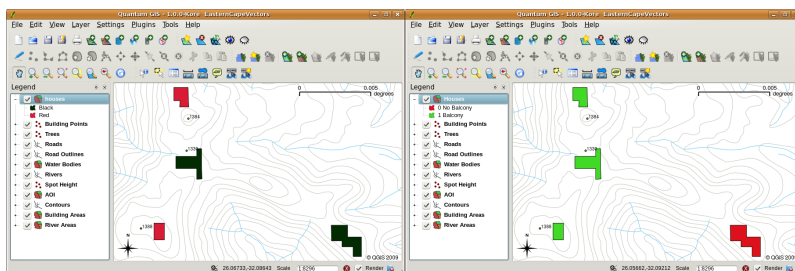 Quantum GIS - 1.0.0-Kore EasternCapeVectors
File Edit View Layer Settings Plugins Tools Help
Legend
Houses
Black
Red
Building Points
Trees
Roads
Road Outlines
Water Bodies
Rivers
Spot Height
AOI
Contours
Building Areas
River Areas
0 0.005
degrees
1394
1388
N
© QGIS 2009
26.06733,-32.08643 Scale 1.8296 Render
Quantum GIS - 1.0.0-Kore EasternCapeVectors
File Edit View Layer Settings Plugins Tools Help
Legend
Houses
0 No Balcony
1 Balcony
Building Points
Trees
Roads
Road Outlines
Water Bodies
Rivers
Spot Height
AOI
Contours
Building Areas
River Areas
0 0.005
degrees
1394
1388
N
© QGIS 2009
26.05662,-32.09212 Scale 1.8296 Render